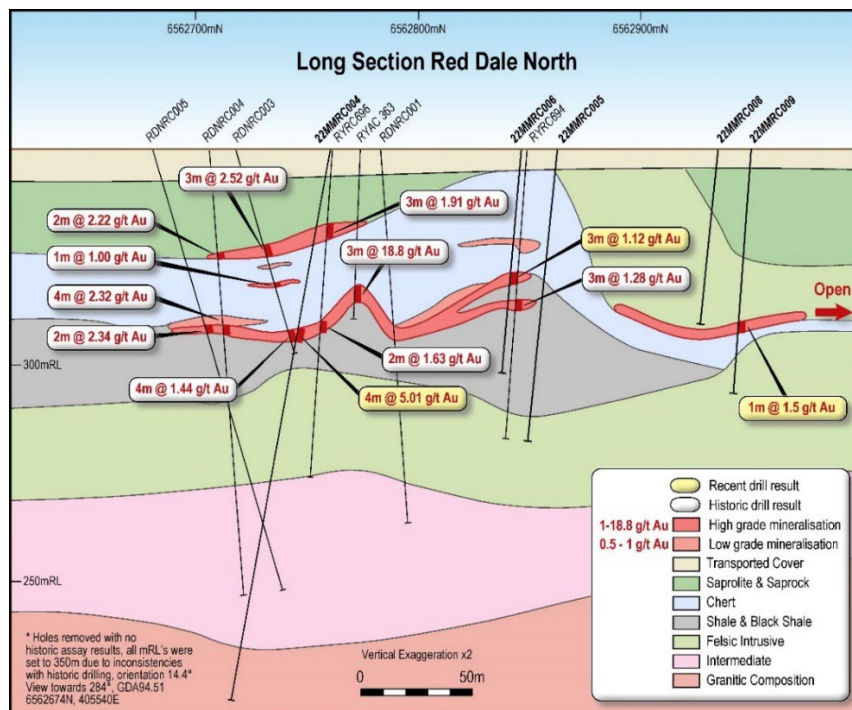 6562700mN
6562800mN
6562900mN
Long Section Red Dale North
RDNRC005
RDNRC004
RDNRC003
22MMRC004
RYRC696
RYAC 363
RDNRC001
22MMRC006
RYRC694
22MMRC005
22MMRC008
22MMRC009
3m @ 2.52 g/t Au
2m @ 2.22 g/t Au
3m @ 1.91 g/t Au
1m @ 1.00 g/t Au
3m @ 18.8 g/t Au
3m @ 1.12 g/t Au
4m @ 2.32 g/t Au
3m @ 1.28 g/t Au
Open
2m @ 2.34 g/t Au
300mRL
2m @ 1.63 g/t Au
4m @ 1.44 g/t Au
4m @ 5.01 g/t Au
1m @ 1.5 g/t Au
Recent drill result
Historic drill result
1-18.8 g/t Au High grade mineralisation
0.5 - 1 g/t Au Low grade mineralisation
Transported Cover
Saprolite & Saprock
Chert
Shale & Black Shale
Felsic Intrusive
Intermediate
Granitic Composition
250mRL
* Holes removed with no
historic assay results, all mRL's were
set to 350m due to inconsistencies
with historic drilling, orientation 14.4°
View towards 284°, GDA94.51
6562674N, 405540E
Vertical Exaggeration x2
0 50m